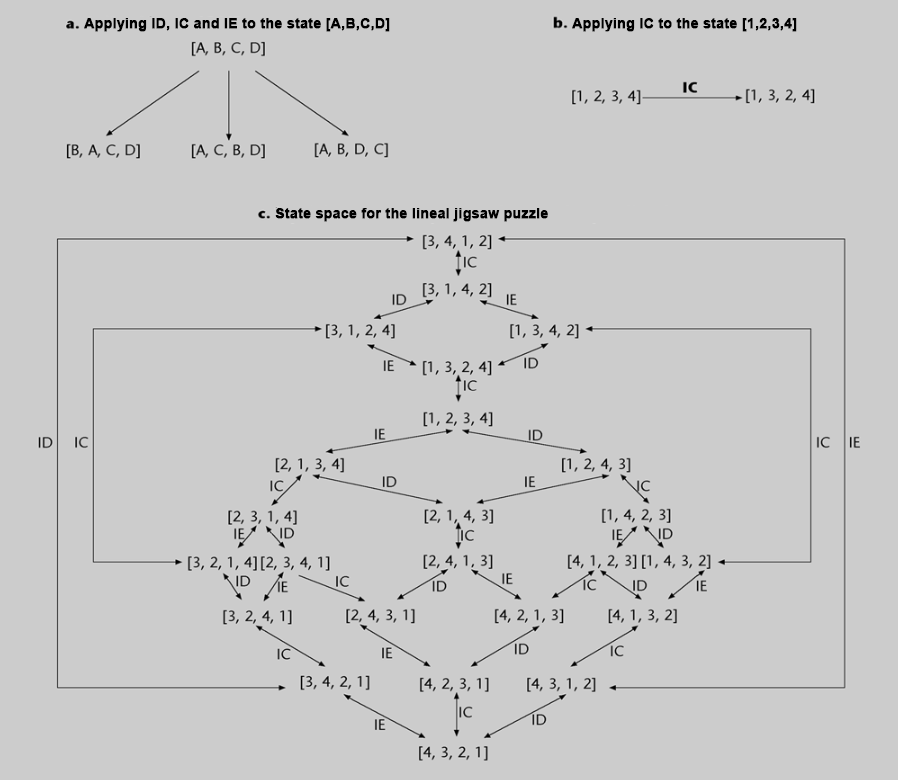 a. Applying ID, IC and IE to the state [A,B,C,D]
b. Applying IC to the state [1,2,3,4]
[A, B, C, D]
[1, 2, 3, 4] IC [1, 3, 2, 4]
[B, A, C, D] [A, C, B, D] [A, B, D, C]
c. State space for the lineal jigsaw puzzle
[3, 4, 1, 2]
IC
[3, 1, 4, 2]
ID IE
[3, 1, 2, 4] [1, 3, 4, 2]
IE [1, 3, 2, 4] ID
IC
[1, 2, 3, 4]
IE ID
ID IC IC IE
[2, 1, 3, 4] [1, 2, 4, 3]
IC ID IE IC
[2, 3, 1, 4] [2, 1, 4, 3] [1, 4, 2, 3]
IE ID IC IE ID
[3, 2, 1, 4] [2, 3, 4, 1] [2, 4, 1, 3] [4, 1, 2, 3] [1, 4, 3, 2]
ID IE IC ID IE IC ID IE
[3, 2, 4, 1] [2, 4, 3, 1] [4, 2, 1, 3] [4, 1, 3, 2]
IC IE ID IC
[3, 4, 2, 1] [4, 2, 3, 1] [4, 3, 1, 2]
IE IC ID
[4, 3, 2, 1]